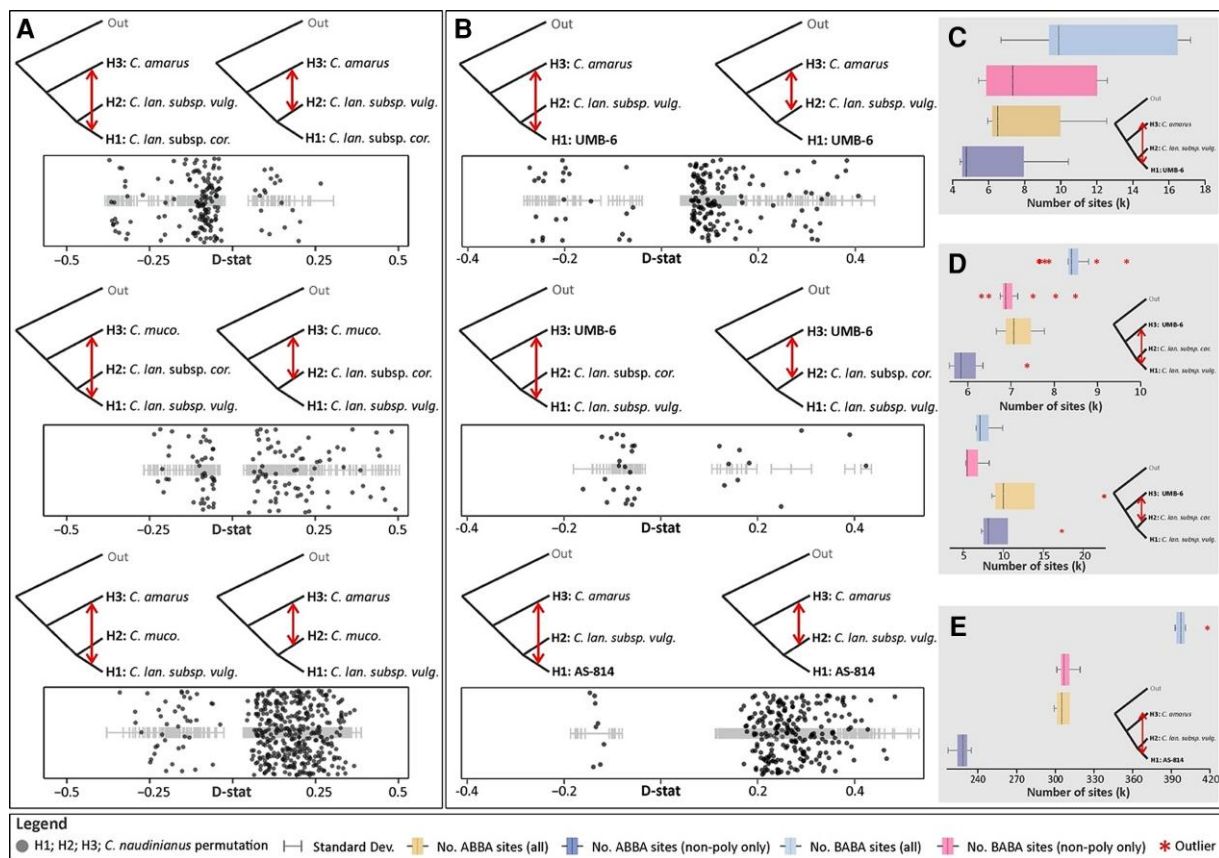 A
Out
Out
H3: C. amarus
H3: C. amarus
H2: C. lan. subsp. vulg.
H2: C. lan. subsp. vulg.
H1: C. lan. subsp. cor.
H1: C. lan. subsp. cor.
−0.5
−0.25
0
0.25
0.5
D-stat
Out
Out
H3: C. muco.
H3: C. muco.
H2: C. lan. subsp. cor.
H2: C. lan. subsp. cor.
H1: C. lan. subsp. vulg.
H1: C. lan. subsp. vulg.
−0.5
−0.25
0
0.25
0.5
D-stat
Out
Out
H3: C. amarus
H3: C. amarus
H2: C. muco.
H2: C. muco.
H1: C. lan. subsp. vulg.
H1: C. lan. subsp. vulg.
−0.5
−0.25
0
0.25
0.5
D-stat
B
Out
Out
H3: C. amarus
H3: C. amarus
H2: C. lan. subsp. vulg.
H2: C. lan. subsp. vulg.
H1: UMB-6
H1: UMB-6
−0.4
−0.2
0
0.2
0.4
D-stat
Out
Out
H3: UMB-6
H3: UMB-6
H2: C. lan. subsp. cor.
H2: C. lan. subsp. cor.
H1: C. lan. subsp. vulg.
H1: C. lan. subsp. vulg.
−0.4
−0.2
0
0.2
0.4
D-stat
Out
Out
H3: C. amarus
H3: C. amarus
H2: C. lan. subsp. vulg.
H2: C. lan. subsp. vulg.
H1: AS-814
H1: AS-814
−0.4
−0.2
0
0.2
0.4
D-stat
C
Out
H3: C. amarus
H2: C. lan. subsp. vulg.
H1: UMB-6
4 6 8 10 12 14 16 18
Number of sites (k)
D
Out
H3: UMB-6
H2: C. lan. subsp. cor.
H1: C. lan. subsp. vulg.
6 7 8 9 10
Number of sites (k)
Out
H3: UMB-6
H2: C. lan. subsp. cor.
H1: C. lan. subsp. vulg.
5 10 15 20
Number of sites (k)
E
Out
H3: C. amarus
H2: C. lan. subsp. vulg.
H1: AS-814
240 270 300 330 360 390 420
Number of sites (k)
Legend
H1; H2; H3; C. naudinianus permutation
Standard Dev.
No. ABBA sites (all)
No. ABBA sites (non-poly only)
No. BABA sites (all)
No. BABA sites (non-poly only)
* Outlier